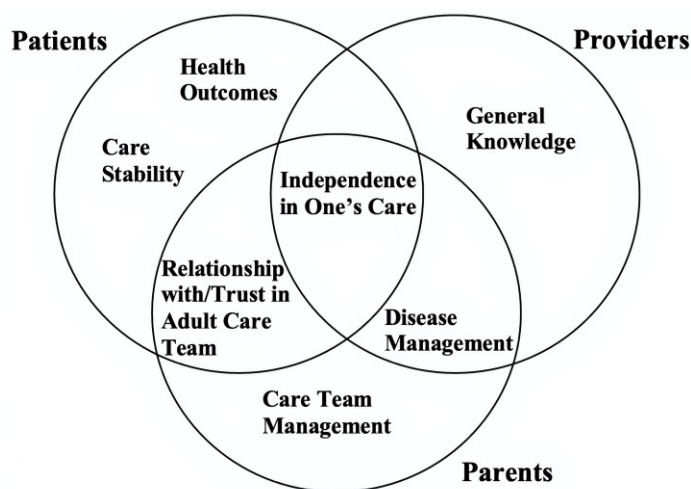 Patients
Providers
Health
Outcomes
General
Knowledge
Care
Stability
Independence
in One's Care
Relationship
with/Trust in
Adult Care
Team
Disease
Management
Care Team
Management
Parents